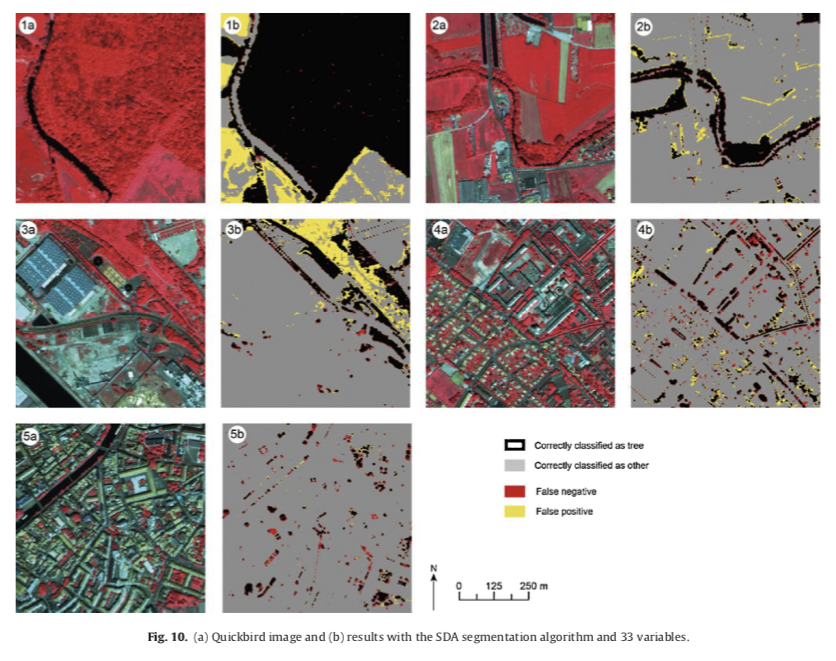 1a
1b
2a
2b
3a
3b
4a
4b
5a
5b
Correctly classified as tree
Correctly classified as other
False negative
False positive
N
0 125 250 m
Fig. 10. (a) Quickbird image and (b) results with the SDA segmentation algorithm and 33 variables.